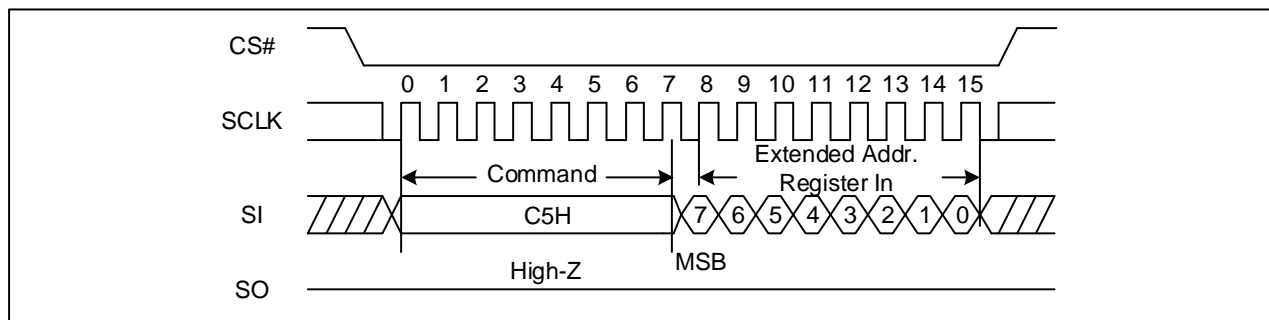 CS#
0 1 2 3 4 5 6 7 8 9 10 11 12 13 14 15
SCLK
Command
Extended Addr.
Register In
SI
C5H
7 6 5 4 3 2 1 0
High-Z
MSB
SO